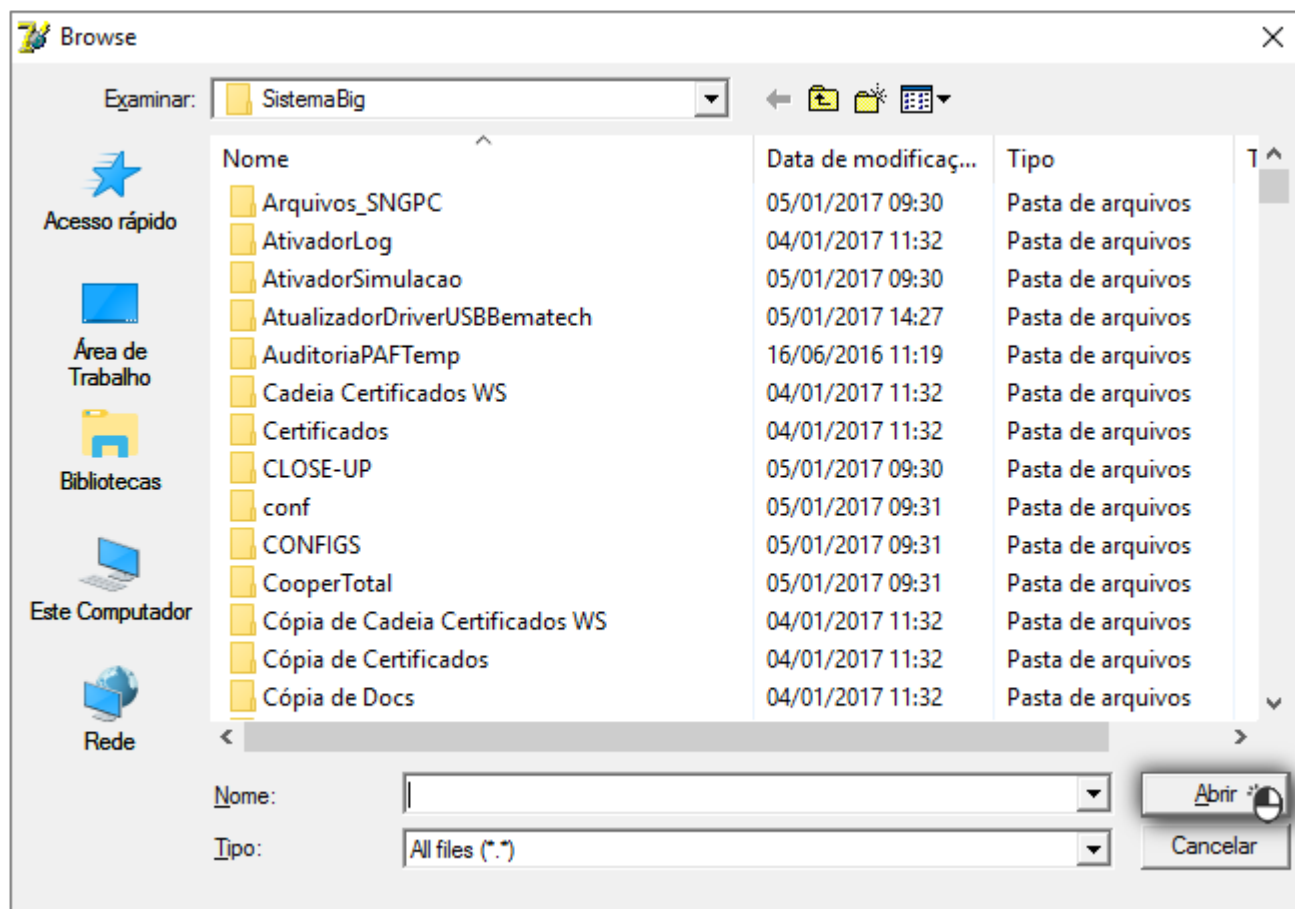 Browse
Examinar: SistemaBig
Nome Data de modificaç... Tipo T
Arquivos_SNGPC 05/01/2017 09:30 Pasta de arquivos
AtivadorLog 04/01/2017 11:32 Pasta de arquivos
AtivadorSimulacao 05/01/2017 09:30 Pasta de arquivos
AtualizadorDriverUSBBematech 05/01/2017 14:27 Pasta de arquivos
AuditoriaPAFTemp 16/06/2016 11:19 Pasta de arquivos
Cadeia Certificados WS 04/01/2017 11:32 Pasta de arquivos
Certificados 04/01/2017 11:32 Pasta de arquivos
CLOSE-UP 05/01/2017 09:30 Pasta de arquivos
conf 05/01/2017 09:31 Pasta de arquivos
CONFIGS 05/01/2017 09:31 Pasta de arquivos
CooperTotal 05/01/2017 09:31 Pasta de arquivos
Cópia de Cadeia Certificados WS 04/01/2017 11:32 Pasta de arquivos
Cópia de Certificados 04/01/2017 11:32 Pasta de arquivos
Cópia de Docs 04/01/2017 11:32 Pasta de arquivos
Acesso rápido
Área de
Trabalho
Bibliotecas
Este Computador
Rede
Nome: Abrir
Tipo: All files (*.*) Cancelar